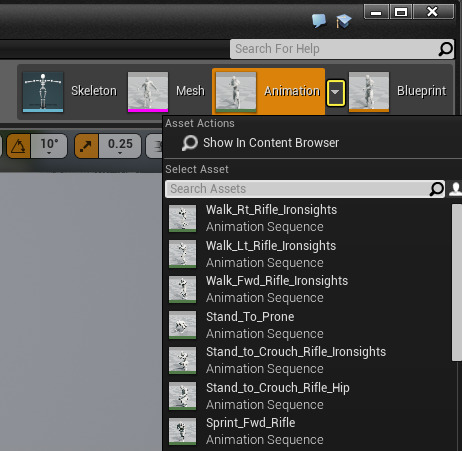 Search For Help
Skeleton Mesh Animation Blueprint
10° 0.25
Asset Actions
Show In Content Browser
Select Asset
Search Assets
Walk_Rt_Rifle_Ironsights
Animation Sequence
Walk_Lt_Rifle_Ironsights
Animation Sequence
Walk_Fwd_Rifle_Ironsights
Animation Sequence
Stand_To_Prone
Animation Sequence
Stand_to_Crouch_Rifle_Ironsights
Animation Sequence
Stand_to_Crouch_Rifle_Hip
Animation Sequence
Sprint_Fwd_Rifle
Animation Sequence